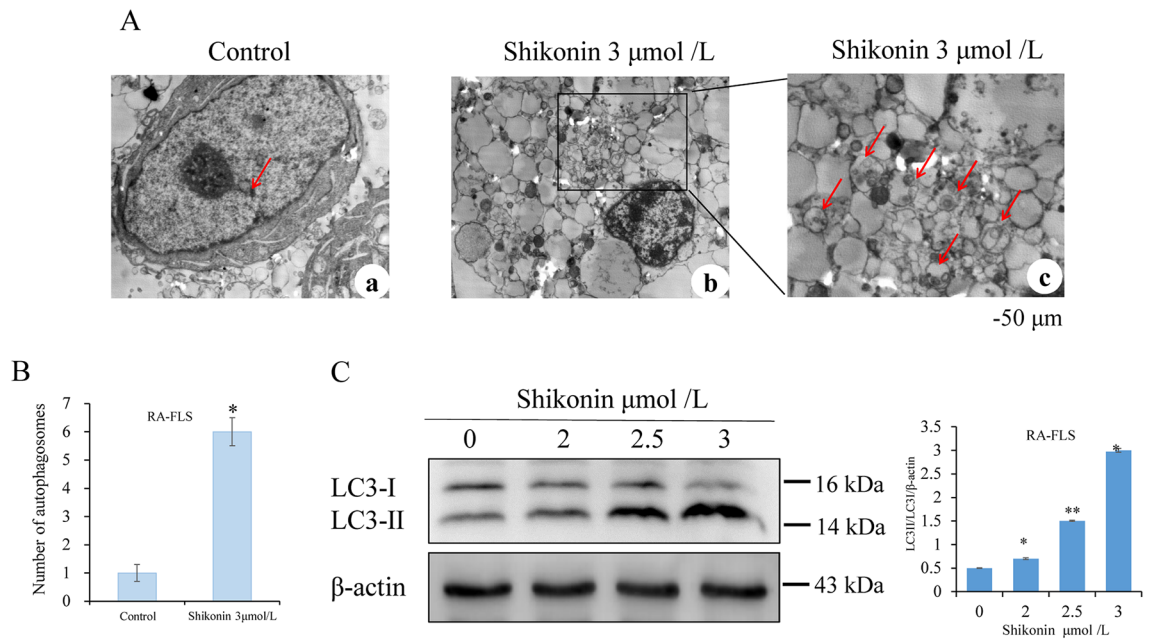 A
Control
Shikonin 3 μmol /L
Shikonin 3 μmol /L
a
b
c
-50 μm
B
Number of autophagosomes
7
6
5
4
3
2
1
0
RA-FLS
*
Control
Shikonin 3μmol/L
C
Shikonin μmol /L
0 2 2.5 3
LC3-I
LC3-II
β-actin
16 kDa
14 kDa
43 kDa
LC3II/LC3I/β-actin
3.5
3
2.5
2
1.5
1
0.5
0
RA-FLS
*
**
*
0 2 2.5 3
Shikonin μmol /L